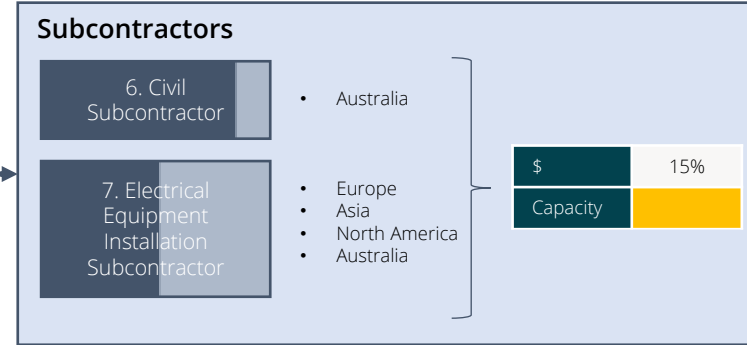 Subcontractors
6. Civil
Subcontractor
• Australia
7. Electrical
Equipment
Installation
Subcontractor
• Europe
• Asia
• North America
• Australia
$ 15%
Capacity